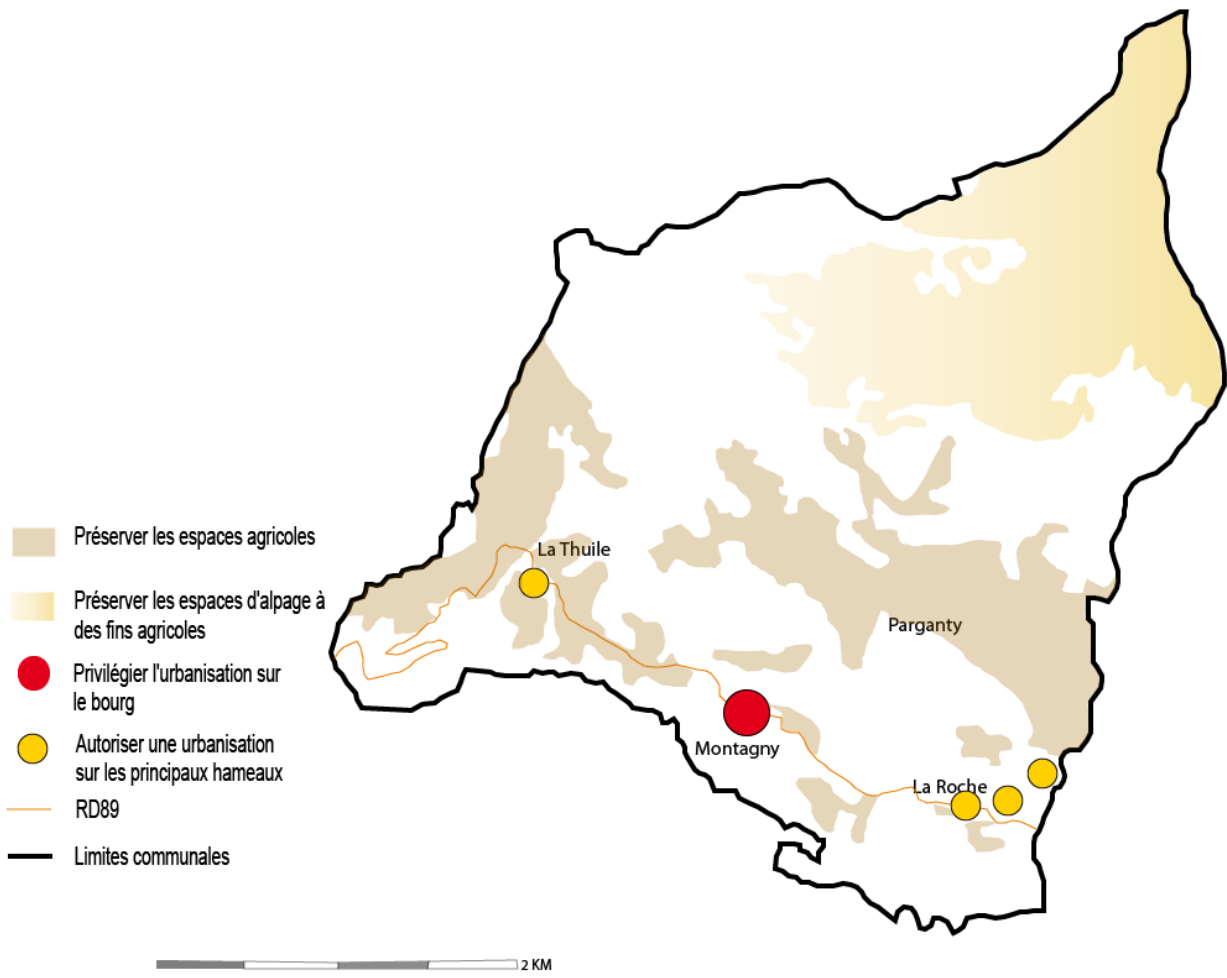 Préserver les espaces agricoles
Préserver les espaces d'alpage à
des fins agricoles
Privilégier l'urbanisation sur
le bourg
Autoriser une urbanisation
sur les principaux hameaux
RD89
Limites communales
La Thuile
Parganty
Montagny
La Roche
2 KM